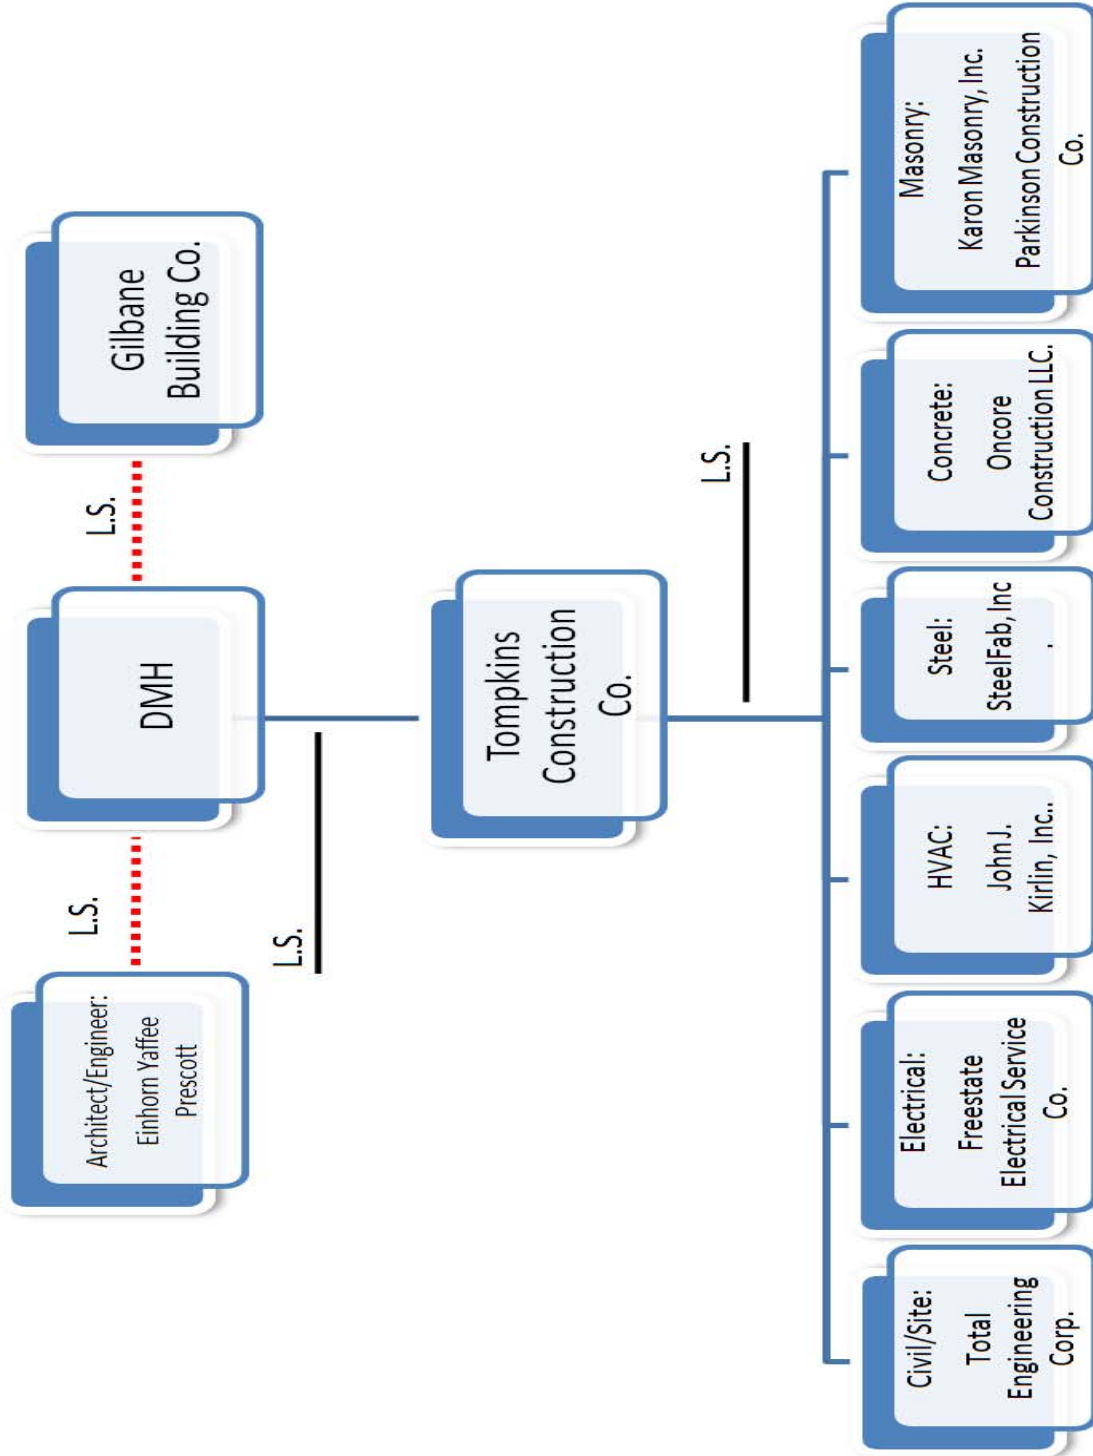 Architect/Engineer:
Einhorn Yaffee
Prescott
L.S.
DMH
L.S.
Gilbane
Building Co.
L.S.
Tompkins
Construction
Co.
L.S.
Civil/Site:
Total
Engineering
Corp.
Electrical:
Freestate
Electrical Service
Co.
HVAC:
John J.
Kirlin, Inc..
Steel:
SteelFab, Inc
.
Concrete:
Oncore
Construction LLC.
Masonry:
Karon Masonry, Inc.
Parkinson Construction
Co.